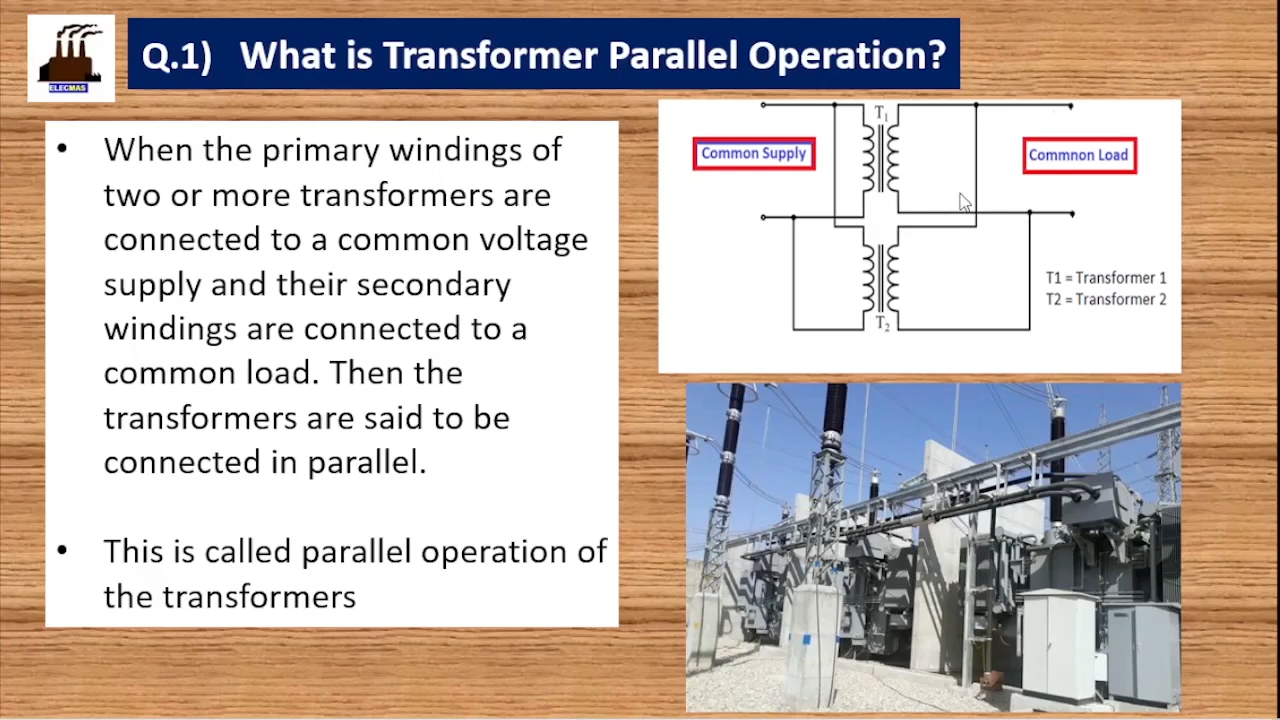 ELECMAS
Q.1) What is Transformer Parallel Operation?
• When the primary windings of
two or more transformers are
connected to a common voltage
supply and their secondary
windings are connected to a
common load. Then the
transformers are said to be
connected in parallel.
• This is called parallel operation of
the transformers
T1
Common Supply
Commnon Load
T1 = Transformer 1
T2 = Transformer 2
T2